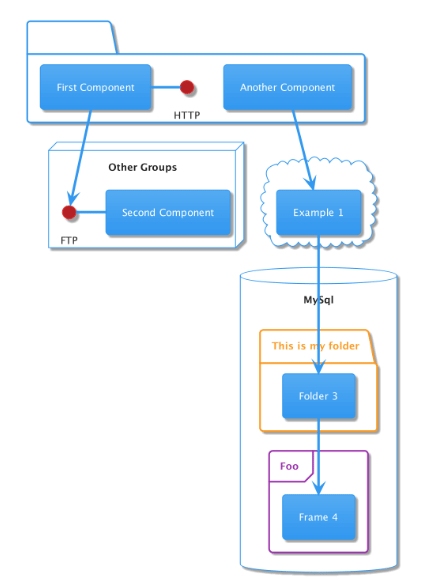 First Component
Another Component
HTTP
Other Groups
Second Component
FTP
Example 1
MySql
This is my folder
Folder 3
Foo
Frame 4